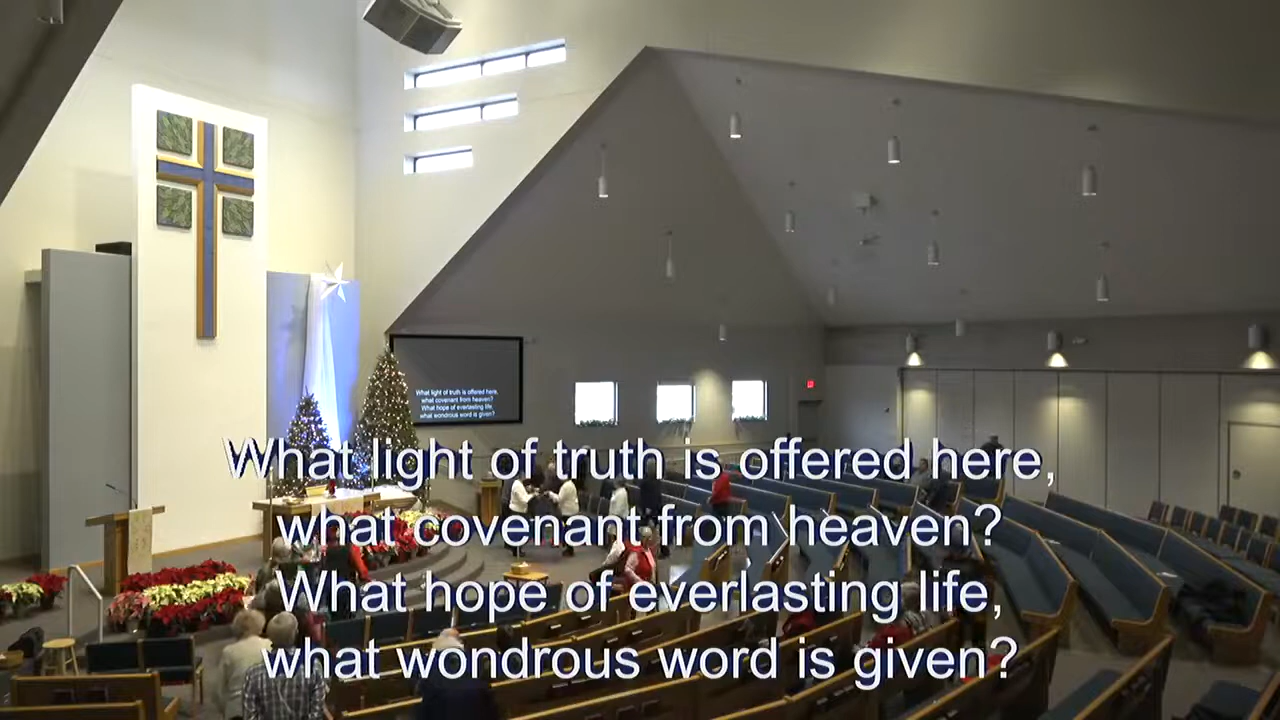 What light of truth is offered here,
what covenant from heaven?
What hope of everlasting life
what wondrous word is given?
What light of truth is offered here,
what covenant from heaven?
What hope of everlasting life,
what wondrous word is given?